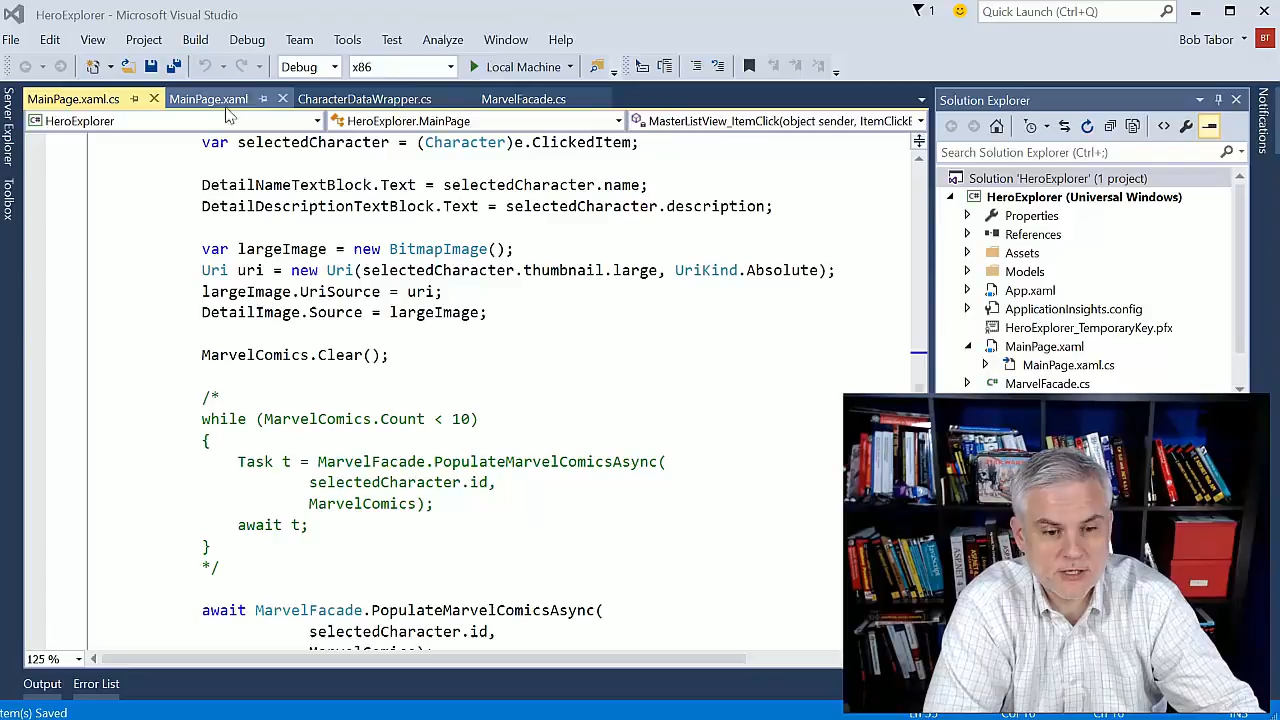 HeroExplorer - Microsoft Visual Studio
1
Quick Launch (Ctrl+Q)
File Edit View Project Build Debug Team Tools Test Analyze Window Help
Bob Tabor BT
Debug x86 Local Machine
MainPage.xaml.cs MainPage.xaml CharacterDataWrapper.cs MarvelFacade.cs
HeroExplorer HeroExplorer.MainPage MasterListView_ItemClick(object sender, ItemClickE
Server Explorer
Toolbox
var selectedCharacter = (Character)e.ClickedItem;
DetailNameTextBlock.Text = selectedCharacter.name;
DetailDescriptionTextBlock.Text = selectedCharacter.description;
var largeImage = new BitmapImage();
Uri uri = new Uri(selectedCharacter.thumbnail.large, UriKind.Absolute);
largeImage.UriSource = uri;
DetailImage.Source = largeImage;
MarvelComics.Clear();
/*
while (MarvelComics.Count < 10)
{
Task t = MarvelFacade.PopulateMarvelComicsAsync(
selectedCharacter.id,
MarvelComics);
await t;
}
*/
await MarvelFacade.PopulateMarvelComicsAsync(
selectedCharacter.id,
MarvelComics);
125 %
Output Error List
tem(s) Saved
Solution Explorer
Search Solution Explorer (Ctrl+;)
Solution 'HeroExplorer' (1 project)
HeroExplorer (Universal Windows)
Properties
References
Assets
Models
App.xaml
ApplicationInsights.config
HeroExplorer_TemporaryKey.pfx
MainPage.xaml
MainPage.xaml.cs
MarvelFacade.cs
Notifications